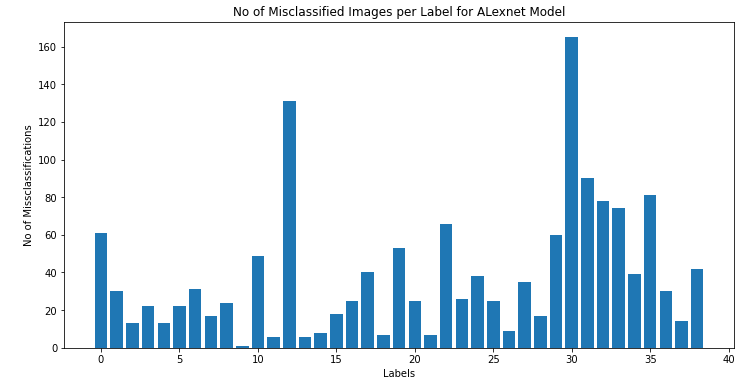 No of Misclassified Images per Label for ALexnet Model
No of Missclassifications
160
140
120
100
80
60
40
20
0
0 5 10 15 20 25 30 35 40
Labels